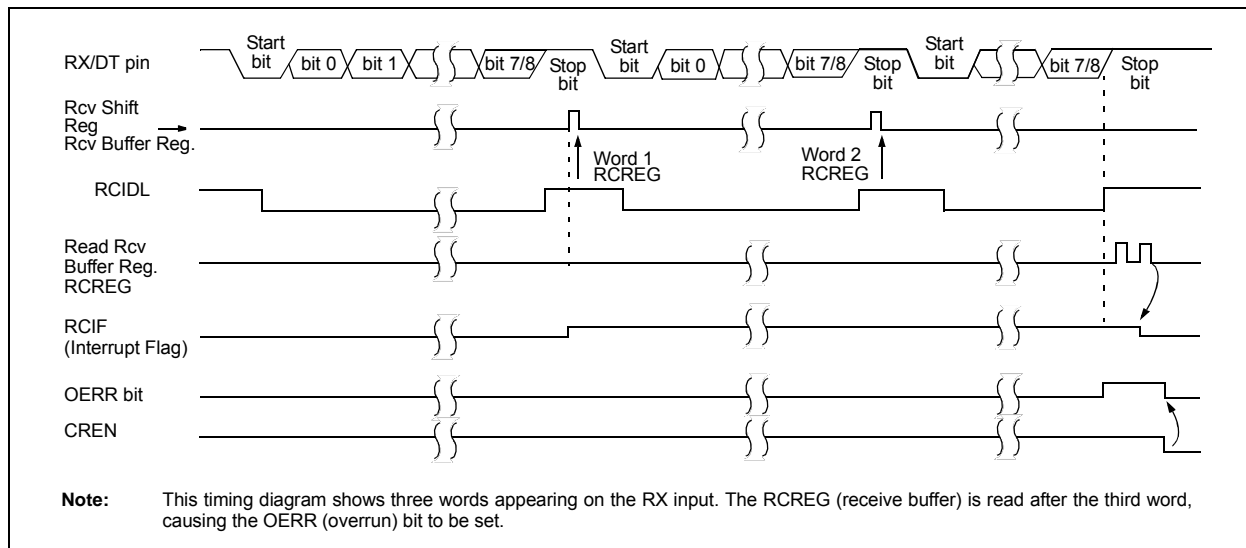 RX/DT pin
Start bit
bit 0
bit 1
bit 7/8
Stop bit
Start bit
bit 0
bit 7/8
Stop bit
Start bit
bit 7/8
Stop bit
Rcv Shift
Reg
Rcv Buffer Reg.
Word 1
RCREG
Word 2
RCREG
RCIDL
Read Rcv
Buffer Reg.
RCREG
RCIF
(Interrupt Flag)
OERR bit
CREN
Note: This timing diagram shows three words appearing on the RX input. The RCREG (receive buffer) is read after the third word,
causing the OERR (overrun) bit to be set.